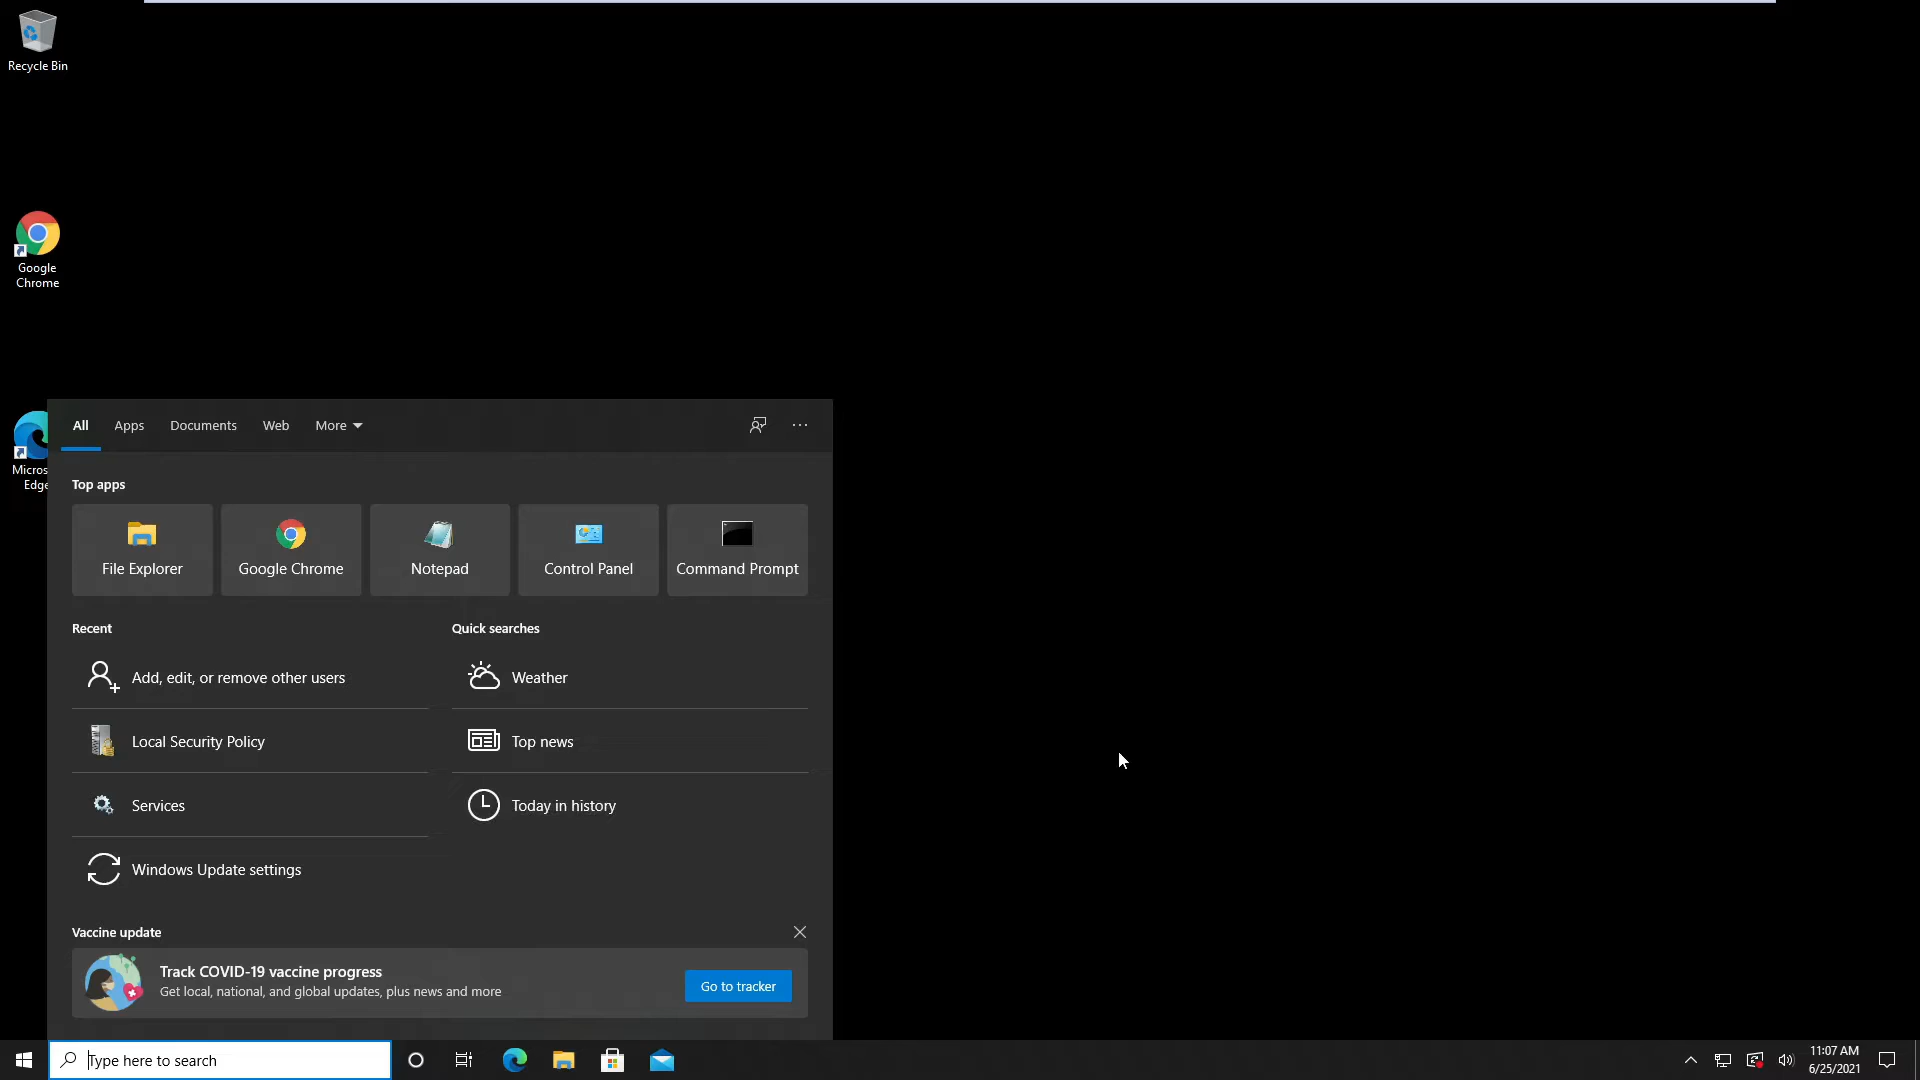 Recycle Bin
Google
Chrome
Micros
Edge
All Apps Documents Web More
Top apps
File Explorer Google Chrome Notepad Control Panel Command Prompt
Recent Quick searches
Add, edit, or remove other users Weather
Local Security Policy Top news
Services Today in history
Windows Update settings
Vaccine update
Track COVID-19 vaccine progress
Get local, national, and global updates, plus news and more
Go to tracker
Type here to search
11:07 AM
6/25/2021